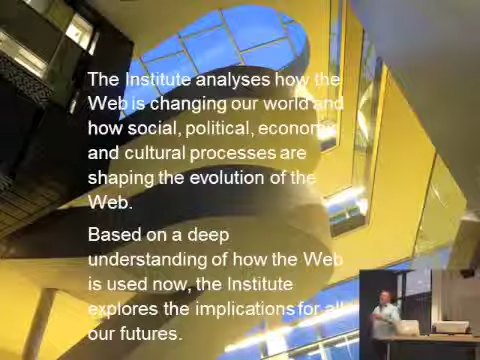 The Institute analyses how the
Web is changing our world and
how social, political, economic
and cultural processes are
shaping the evolution of the
Web.
Based on a deep
understanding of how the Web
is used now, the Institute
explores the implications for all
our futures.